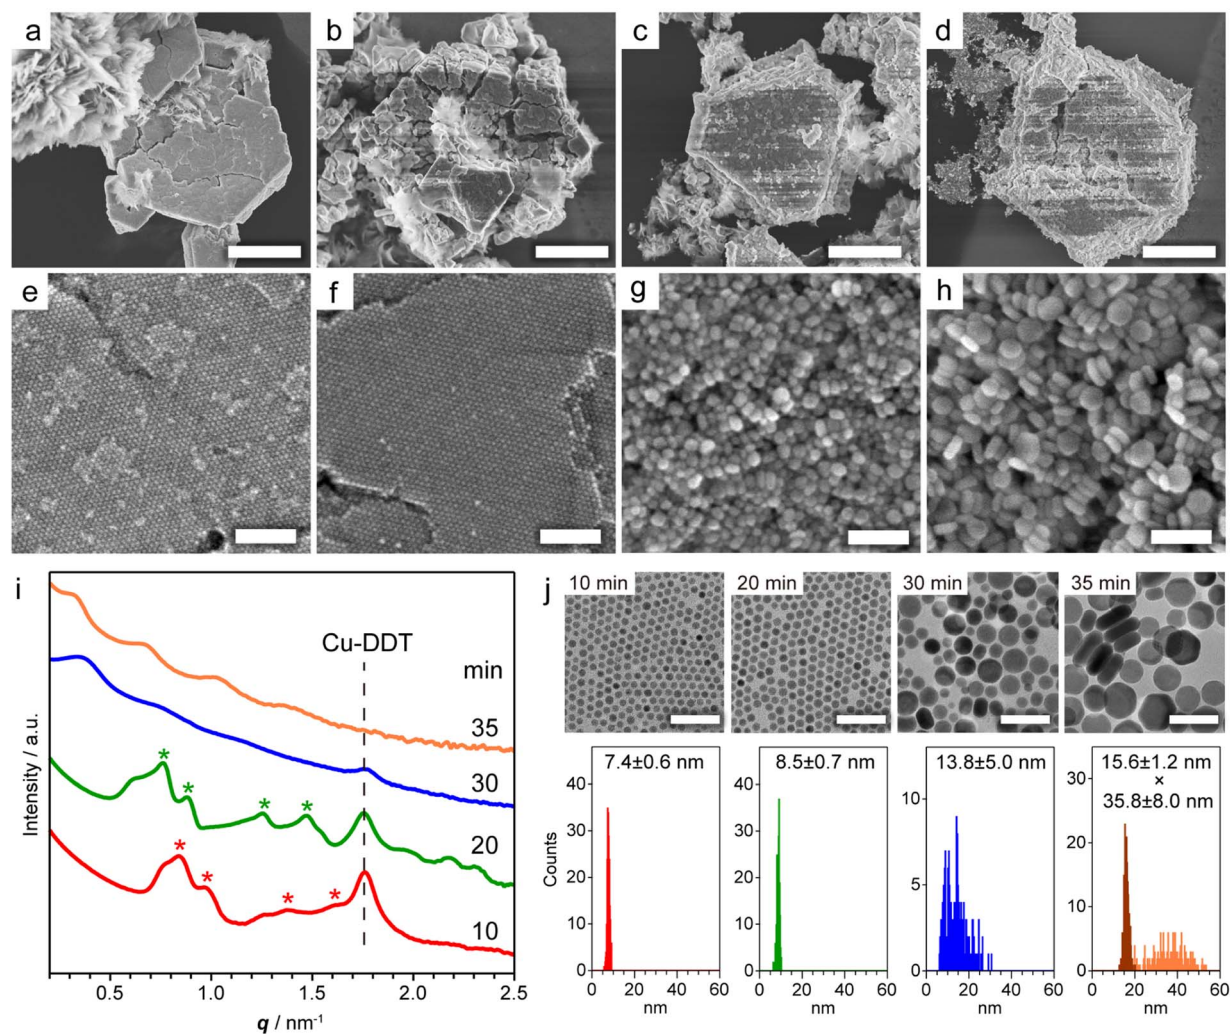 a
b
c
d
e
f
g
h
i
Cu-DDT
min
35
30
20
10
Intensity / a.u.
0.5 1.0 1.5 2.0 2.5
q / nm⁻¹
j
10 min
20 min
30 min
35 min
7.4±0.6 nm
8.5±0.7 nm
13.8±5.0 nm
15.6±1.2 nm
×
35.8±8.0 nm
Counts
40
30
20
10
0
40
30
20
10
0
10
5
0
30
20
10
0
0 20 40 60
nm
0 20 40 60
nm
0 20 40 60
nm
0 20 40 60
nm